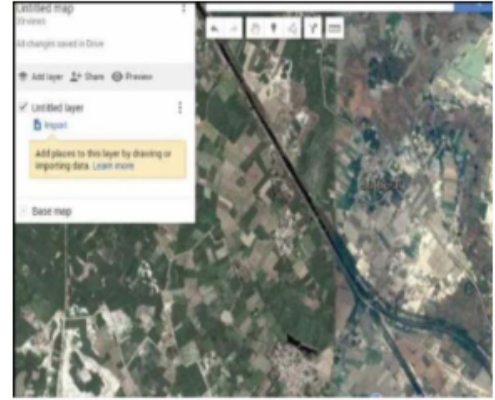 Untitled map
All changes saved in Drive
Add layer Share Preview
Untitled layer
Import
Add places to this layer by drawing or
importing data. Learn more
Base map